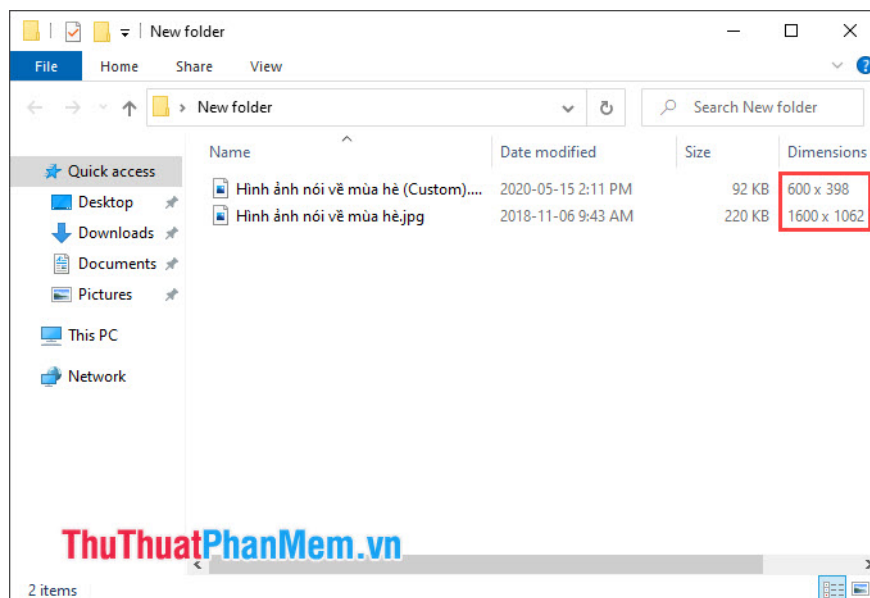 New folder
File Home Share View
New folder
Search New folder
Name Date modified Size Dimensions
Quick access
Desktop
Downloads
Documents
Pictures
This PC
Network
Hình ảnh nói về mùa hè (Custom).... 2020-05-15 2:11 PM 92 KB 600 x 398
Hình ảnh nói về mùa hè.jpg 2018-11-06 9:43 AM 220 KB 1600 x 1062
ThuThuatPhanMem.vn
2 items